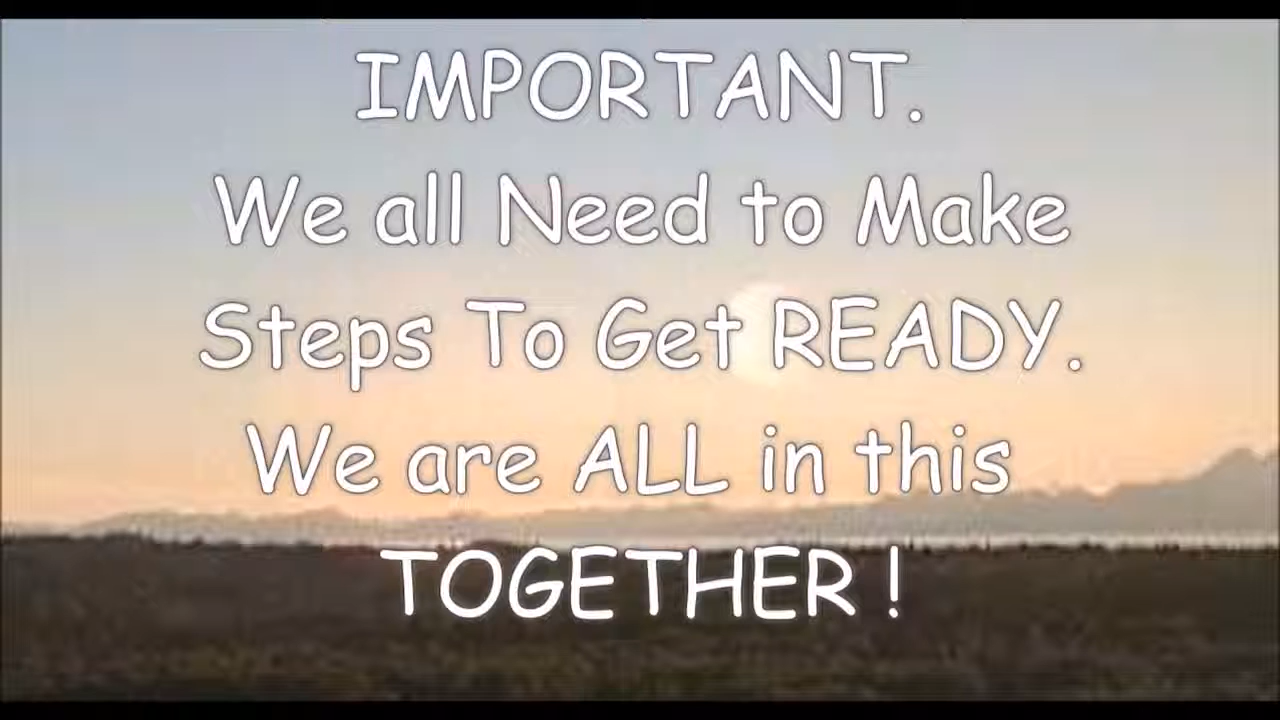 IMPORTANT.
We all Need to Make
Steps To Get READY.
We are ALL in this
TOGETHER !